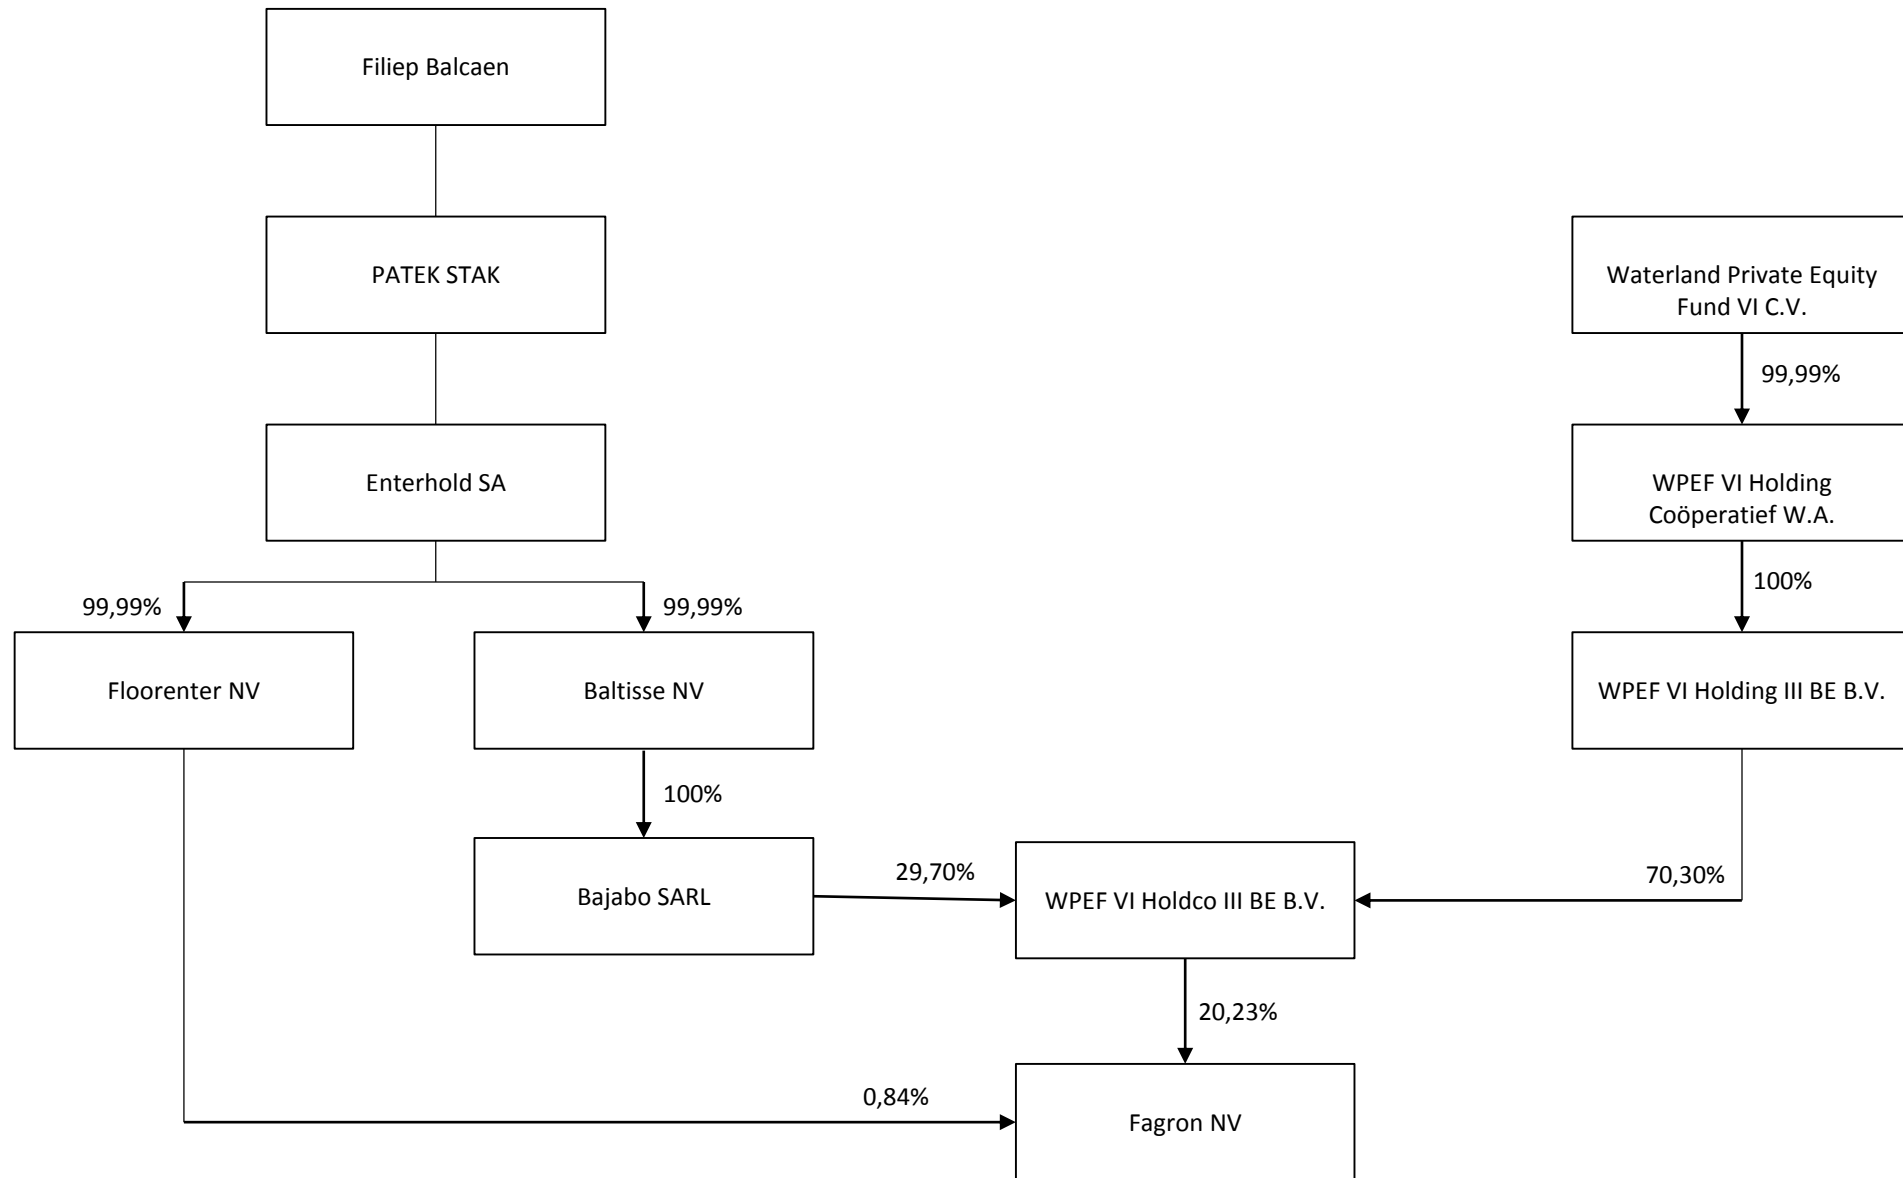 Filiep Balcaen
PATEK STAK
Waterland Private Equity
Fund VI C.V.
99,99%
Enterhold SA
WPEF VI Holding
Coöperatief W.A.
100%
99,99%
99,99%
Floorenter NV
Baltisse NV
WPEF VI Holding III BE B.V.
100%
29,70%
70,30%
Bajabo SARL
WPEF VI Holdco III BE B.V.
20,23%
0,84%
Fagron NV